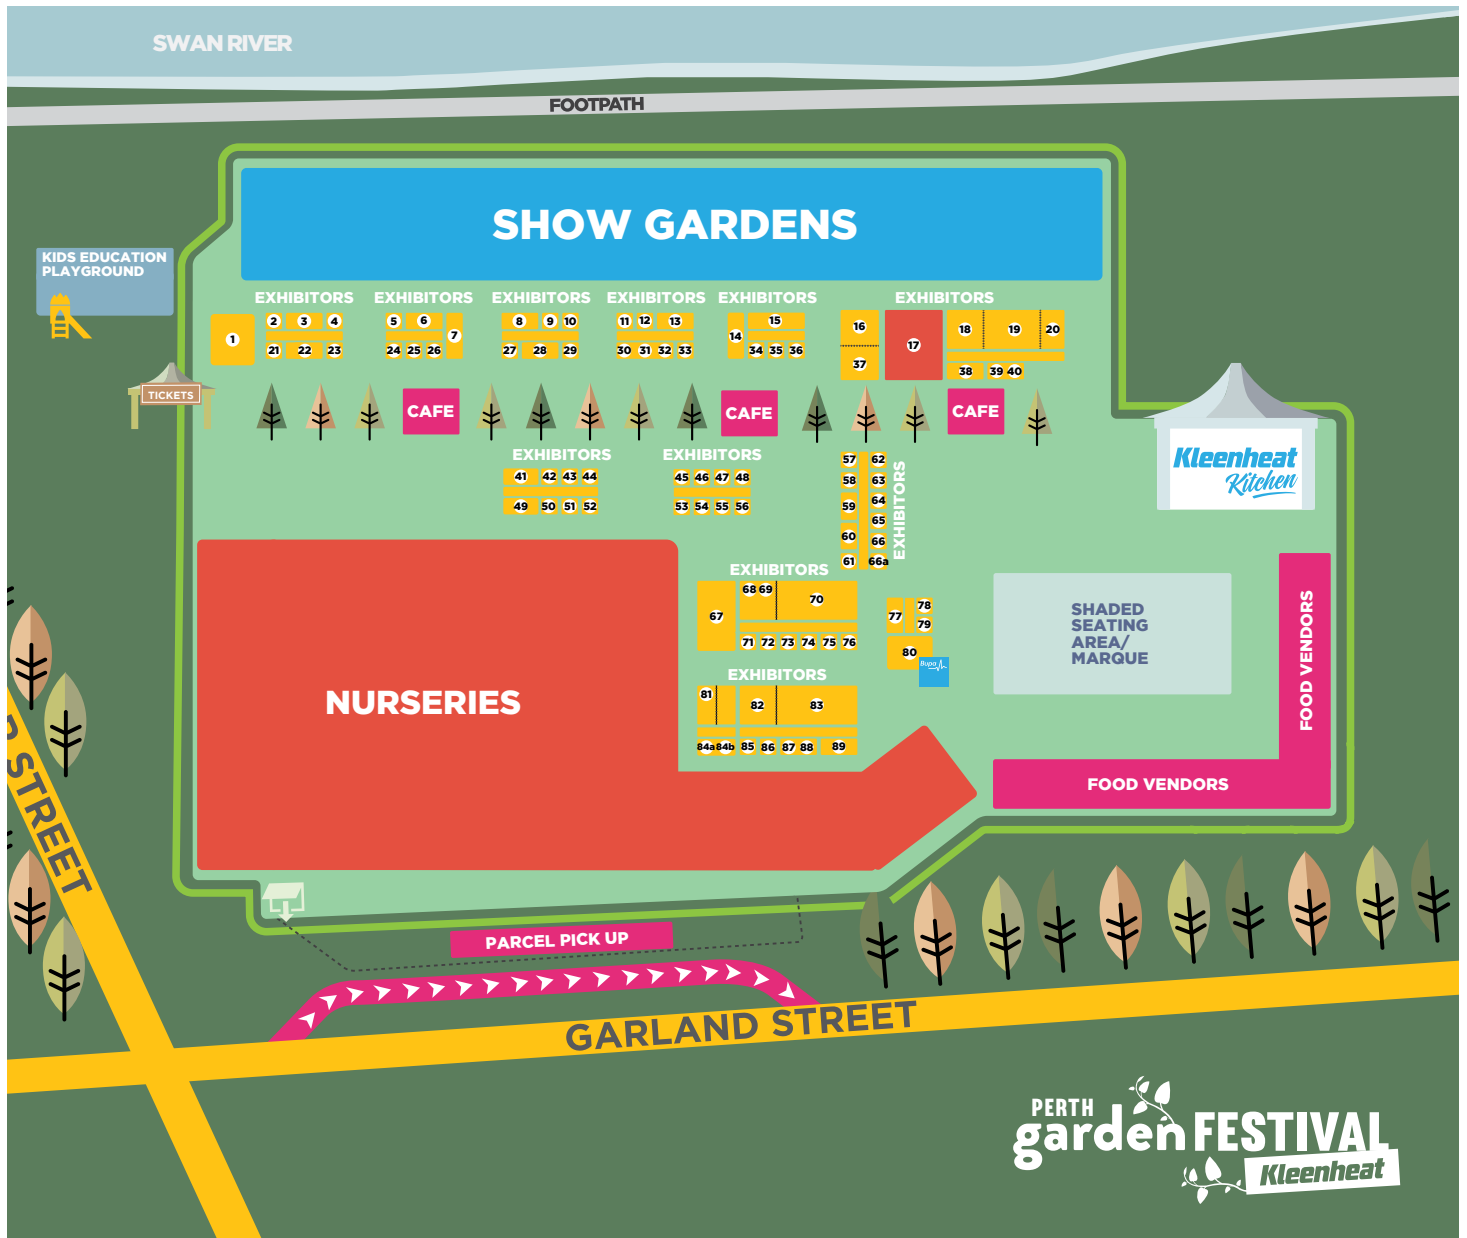 SWAN RIVER
FOOTPATH
SHOW GARDENS
KIDS EDUCATION
PLAYGROUND
TICKETS
EXHIBITORS EXHIBITORS EXHIBITORS EXHIBITORS EXHIBITORS EXHIBITORS
1
2 3 4
21 22 23
5 6 7
24 25 26
8 9 10
27 28 29
11 12 13
30 31 32 33
14 15
34 35 36
16 17 18 19 20
37 38 39 40
CAFE CAFE CAFE
Kleenheat
Kitchen
EXHIBITORS
41 42 43 44
49 50 51 52
EXHIBITORS
45 46 47 48
53 54 55 56
EXHIBITORS
57 62
58 63
59 64
65
60 66
61 66a
NURSERIES
EXHIBITORS
67 68 69 70
71 72 73 74 75 76
77 78
79
80
Bupa
EXHIBITORS
81 82 83
84a 84b 85 86 87 88 89
SHADED
SEATING
AREA/
MARQUE
FOOD VENDORS
FOOD VENDORS
PARCEL PICK UP
STREET
GARLAND STREET
PERTH
garden FESTIVAL
Kleenheat